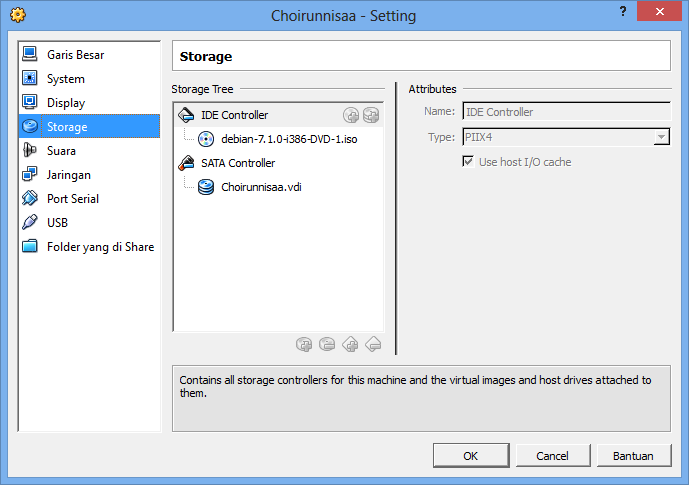 Choirunnisaa - Setting
?
Garis Besar
System
Display
Storage
Suara
Jaringan
Port Serial
USB
Folder yang di Share
Storage
Storage Tree
IDE Controller
debian-7.1.0-i386-DVD-1.iso
SATA Controller
Choirunnisaa.vdi
Attributes
Name: IDE Controller
Type: PIIX4
Use host I/O cache
Contains all storage controllers for this machine and the virtual images and host drives attached to
them.
OK
Cancel
Bantuan